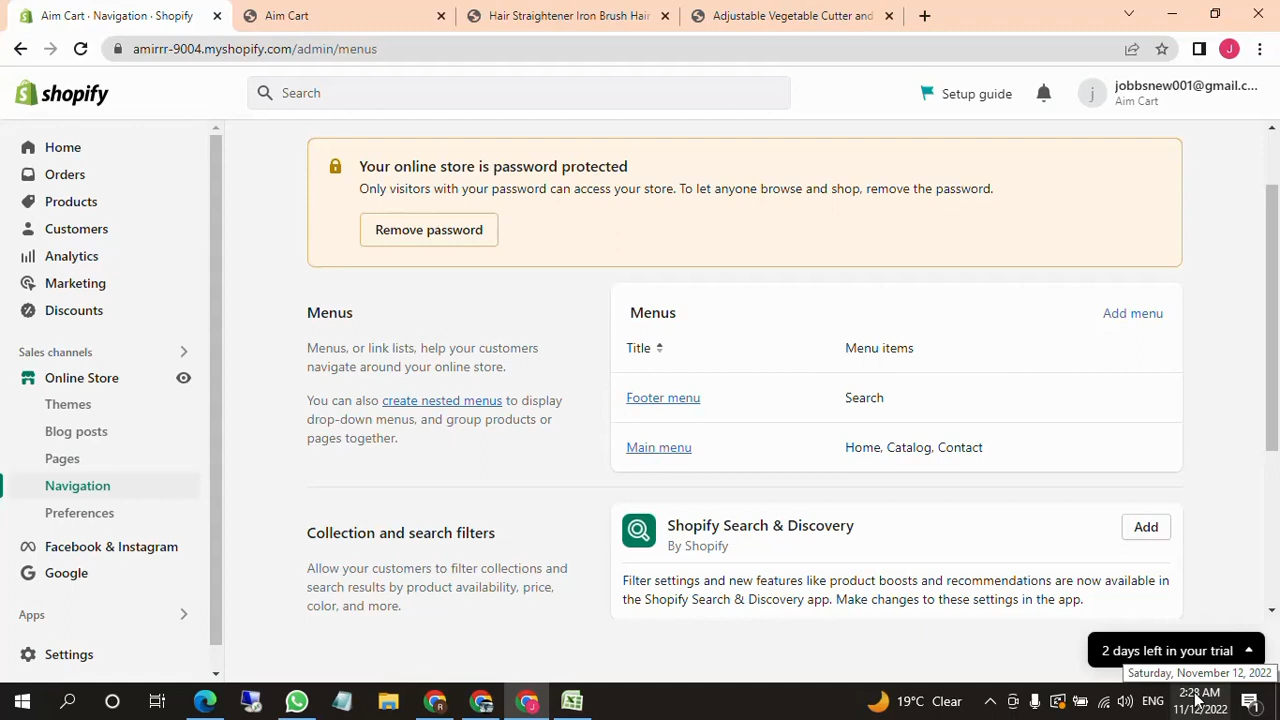 Aim Cart · Navigation · Shopify
Aim Cart
Hair Straightener Iron Brush Hair
Adjustable Vegetable Cutter and
amirrr-9004.myshopify.com/admin/menus
J
shopify
Search
Setup guide
j
jobbsnew001@gmail.c...
Aim Cart
Home
Orders
Products
Customers
Analytics
Marketing
Discounts
Sales channels
Online Store
Themes
Blog posts
Pages
Navigation
Preferences
Facebook & Instagram
Google
Apps
Settings
Your online store is password protected
Only visitors with your password can access your store. To let anyone browse and shop, remove the password.
Remove password
Menus
Menus, or link lists, help your customers
navigate around your online store.
You can also create nested menus to display
drop-down menus, and group products or
pages together.
Menus
Add menu
Title
Menu items
Footer menu
Search
Main menu
Home, Catalog, Contact
Collection and search filters
Allow your customers to filter collections and
search results by product availability, price,
color, and more.
Shopify Search & Discovery
By Shopify
Add
Filter settings and new features like product boosts and recommendations are now available in
the Shopify Search & Discovery app. Make changes to these settings in the app.
2 days left in your trial
Saturday, November 12, 2022
R
J
19°C Clear
ENG
2:28 AM
11/12/2022
1